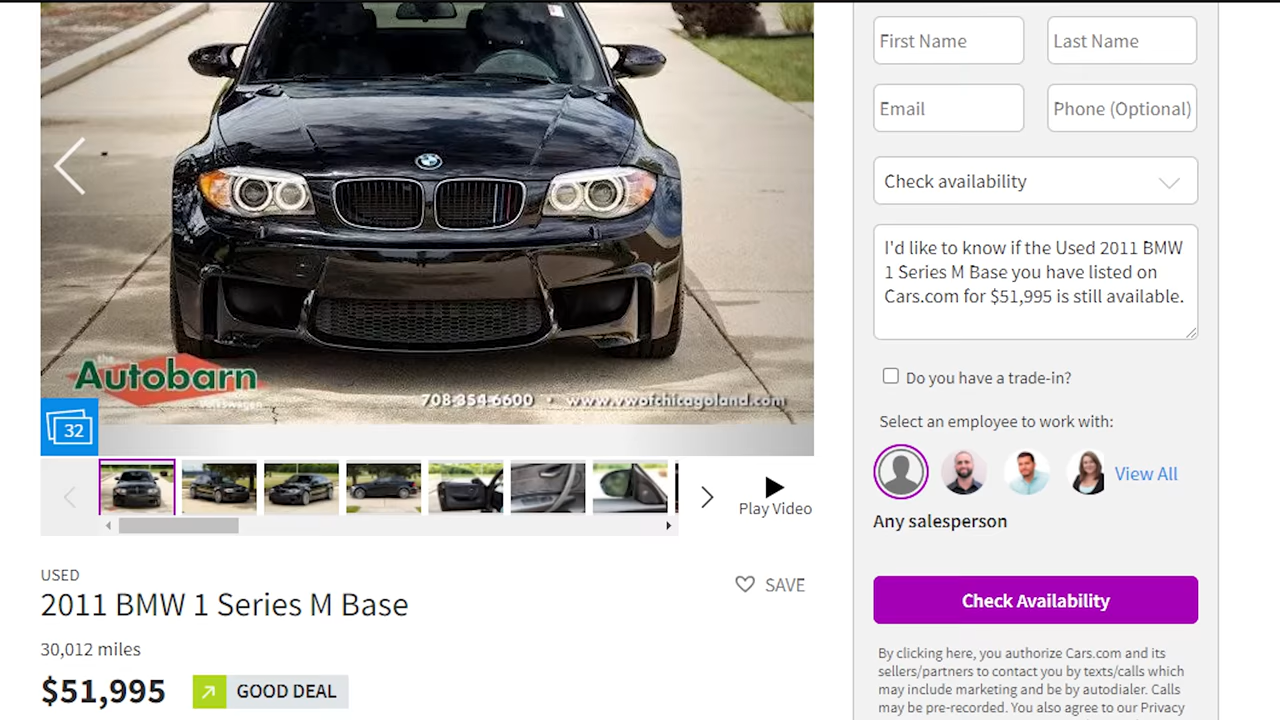 the
Autobarn
Volkswagen
708-354-6600 • www.vwofchicagoland.com
32
Play Video
USED
2011 BMW 1 Series M Base
SAVE
30,012 miles
$51,995
GOOD DEAL
First Name
Last Name
Email
Phone (Optional)
Check availability
I'd like to know if the Used 2011 BMW
1 Series M Base you have listed on
Cars.com for $51,995 is still available.
Do you have a trade-in?
Select an employee to work with:
View All
Any salesperson
Check Availability
By clicking here, you authorize Cars.com and its
sellers/partners to contact you by texts/calls which
may include marketing and be by autodialer. Calls
may be pre-recorded. You also agree to our Privacy